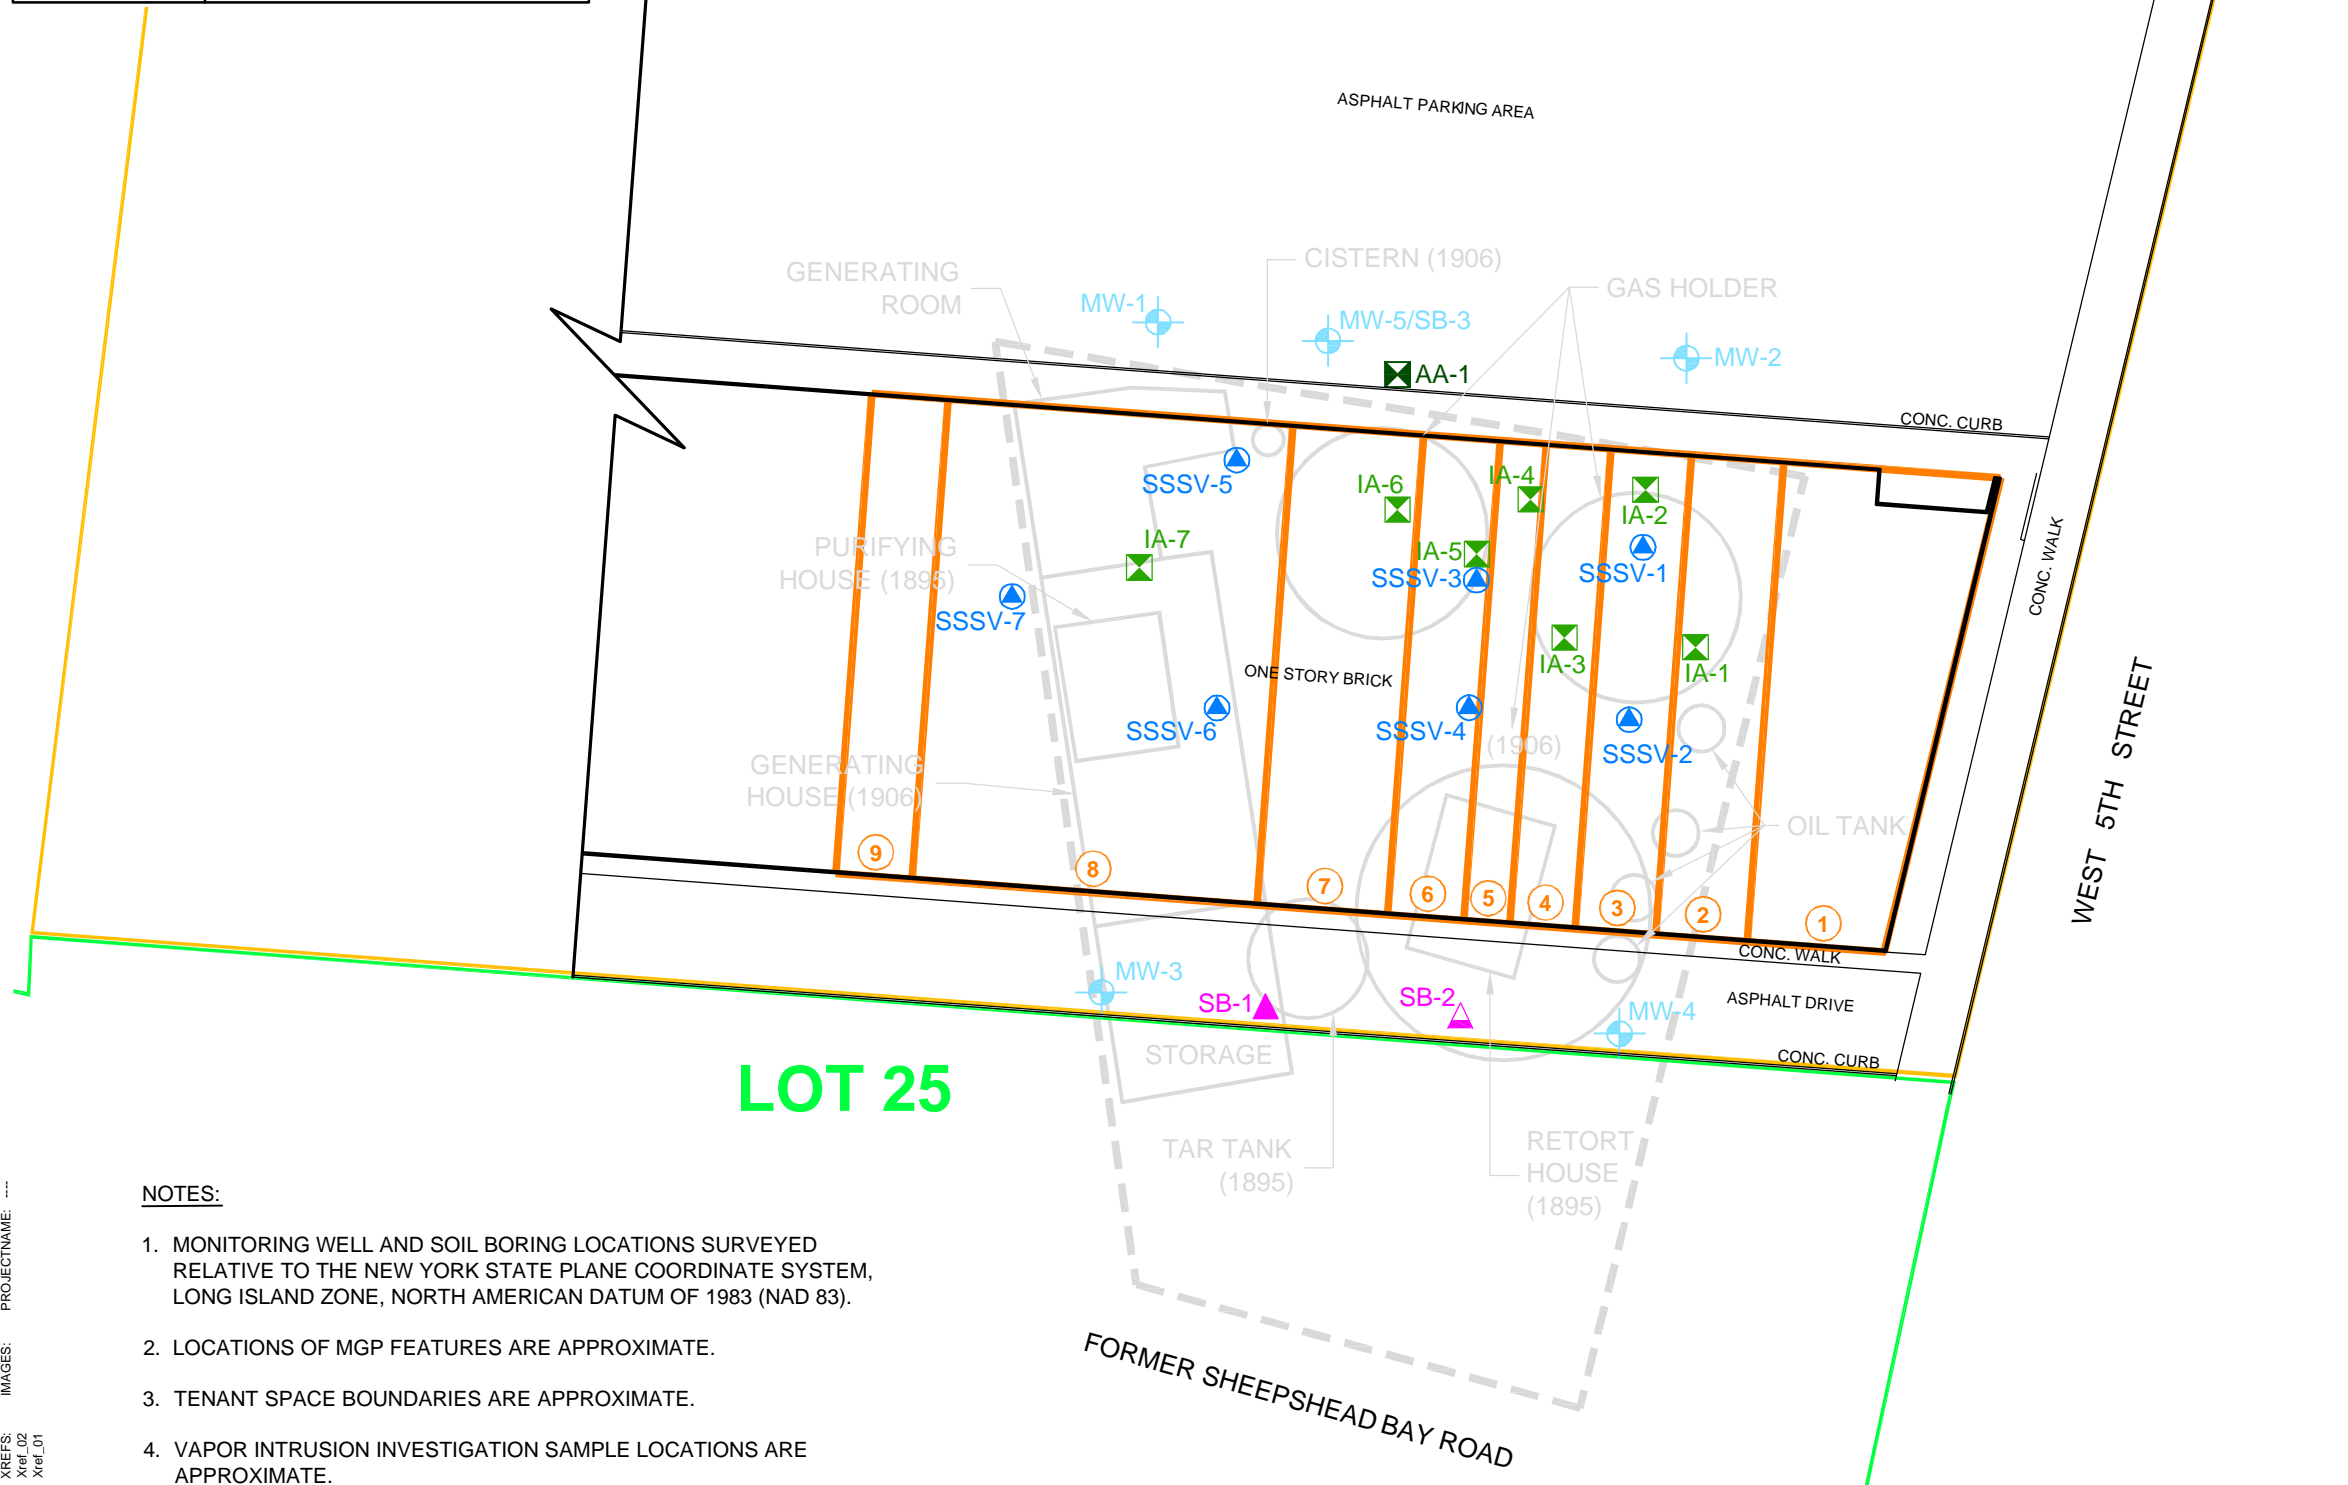 ASPHALT PARKING AREA
GENERATING
ROOM
CISTERN (1906)
GAS HOLDER
MW-1
MW-5/SB-3
MW-2
AA-1
CONC. CURB
SSSV-5
IA-6
IA-4
IA-2
IA-7
IA-5
SSSV-3
SSSV-1
PURIFYING
HOUSE (1895)
SSSV-7
CONC. WALK
IA-3
IA-1
ONE STORY BRICK
SSSV-6
SSSV-4
(1906)
SSSV-2
GENERATING
HOUSE (1906)
OIL TANK
WEST 5TH STREET
9
8
7
6
5
4
3
2
1
CONC. WALK
MW-3
SB-1
SB-2
MW-4
ASPHALT DRIVE
CONC. CURB
STORAGE
LOT 25
TAR TANK
(1895)
RETORT
HOUSE
(1895)
FORMER SHEEPSHEAD BAY ROAD
NOTES:
1. MONITORING WELL AND SOIL BORING LOCATIONS SURVEYED
RELATIVE TO THE NEW YORK STATE PLANE COORDINATE SYSTEM,
LONG ISLAND ZONE, NORTH AMERICAN DATUM OF 1983 (NAD 83).
2. LOCATIONS OF MGP FEATURES ARE APPROXIMATE.
3. TENANT SPACE BOUNDARIES ARE APPROXIMATE.
4. VAPOR INTRUSION INVESTIGATION SAMPLE LOCATIONS ARE
APPROXIMATE.
XREFS: IMAGES: PROJECTNAME: ----
Xref_02
Xref_01